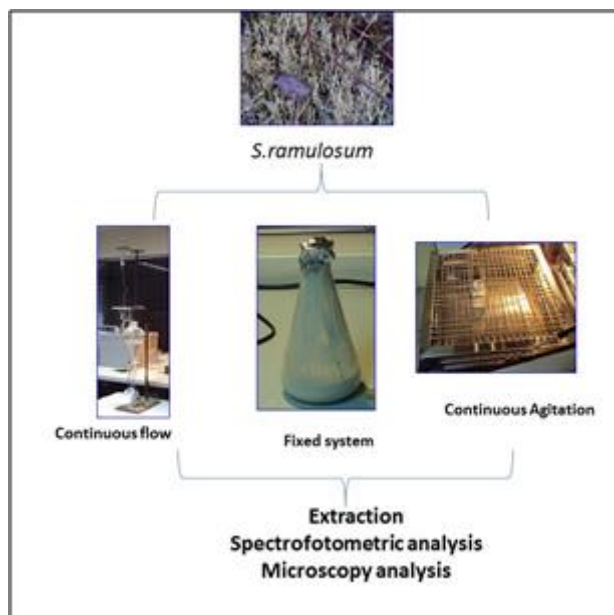 S.ramulosum
Continuous flow
Fixed system
Continuous Agitation
Extraction
Spectrofotometric analysis
Microscopy analysis